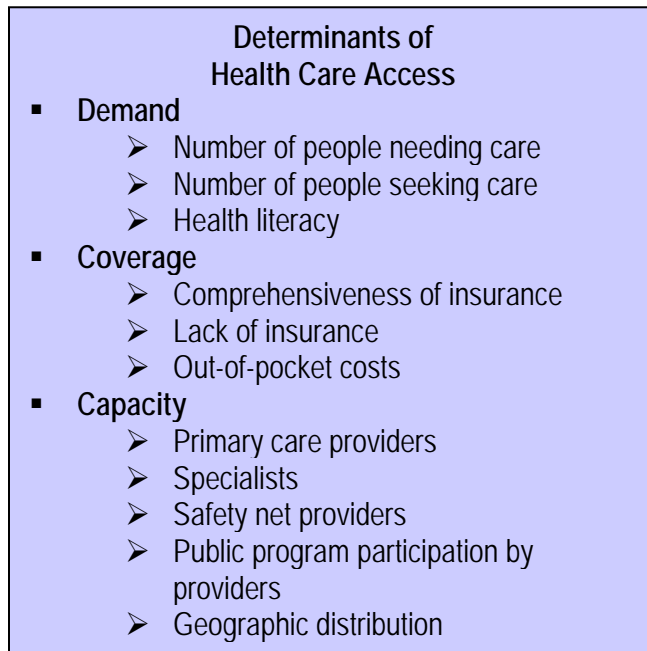 Determinants of
Health Care Access
▪ Demand
➢ Number of people needing care
➢ Number of people seeking care
➢ Health literacy
▪ Coverage
➢ Comprehensiveness of insurance
➢ Lack of insurance
➢ Out-of-pocket costs
▪ Capacity
➢ Primary care providers
➢ Specialists
➢ Safety net providers
➢ Public program participation by
providers
➢ Geographic distribution